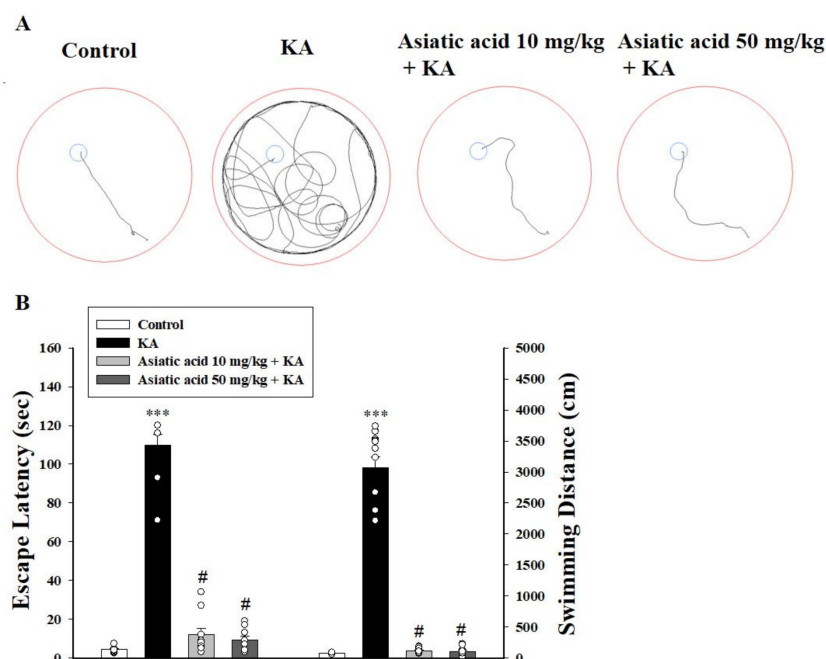 A
Control
KA
Asiatic acid 10 mg/kg
+ KA
Asiatic acid 50 mg/kg
+ KA
B
Control
KA
Asiatic acid 10 mg/kg + KA
Asiatic acid 50 mg/kg + KA
Escape Latency (sec)
160
140
120
100
80
60
40
20
0
***
#
#
***
#
#
5000
4500
4000
3500
3000
2500
2000
1500
1000
500
0
Swimming Distance (cm)